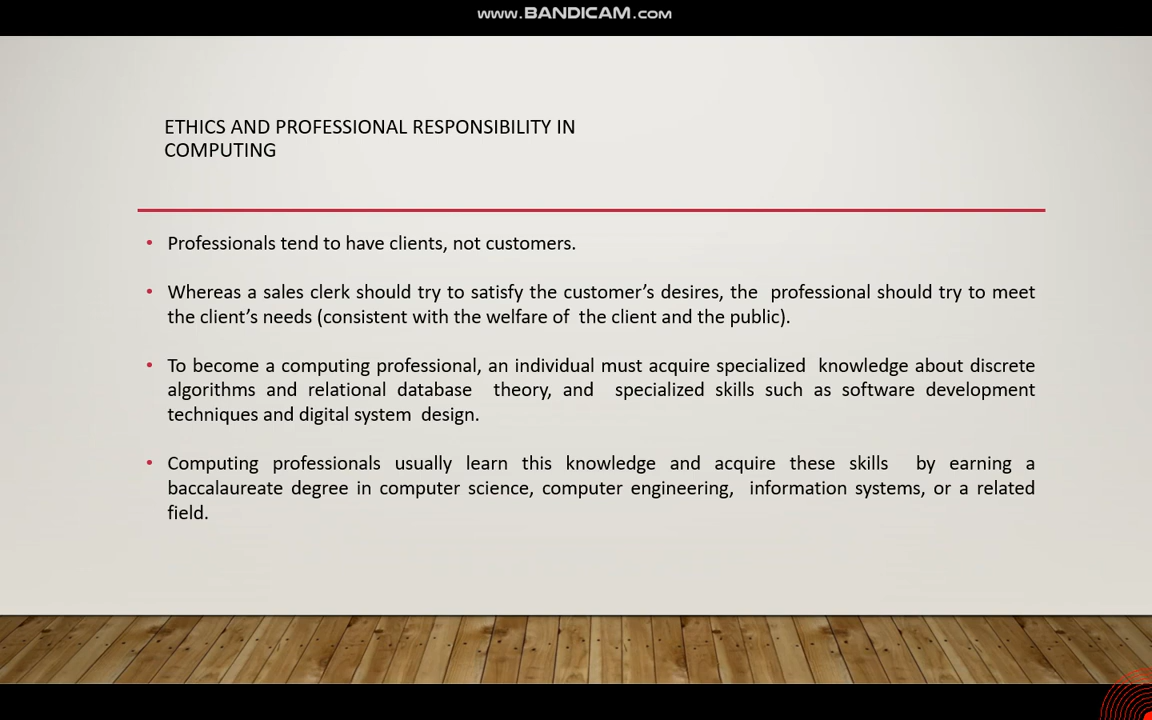 www.BANDICAM.com
ETHICS AND PROFESSIONAL RESPONSIBILITY IN
COMPUTING
• Professionals tend to have clients, not customers.
• Whereas a sales clerk should try to satisfy the customer’s desires, the professional should try to meet
the client’s needs (consistent with the welfare of the client and the public).
• To become a computing professional, an individual must acquire specialized knowledge about discrete
algorithms and relational database theory, and specialized skills such as software development
techniques and digital system design.
• Computing professionals usually learn this knowledge and acquire these skills by earning a
baccalaureate degree in computer science, computer engineering, information systems, or a related
field.